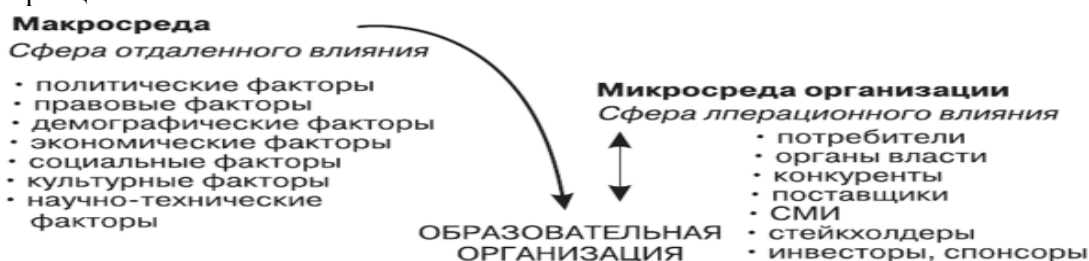 Макросреда
Сфера отдаленного влияния
• политические факторы
• правовые факторы
• демографические факторы
• экономические факторы
• социальные факторы
• культурные факторы
• научно-технические
факторы
Микросреда организации
Сфера лперационного влияния
• потребители
• органы власти
• конкуренты
• поставщики
• СМИ
• стейкхолдеры
• инвесторы, спонсоры
ОБРАЗОВАТЕЛЬНАЯ
ОРГАНИЗАЦИЯ